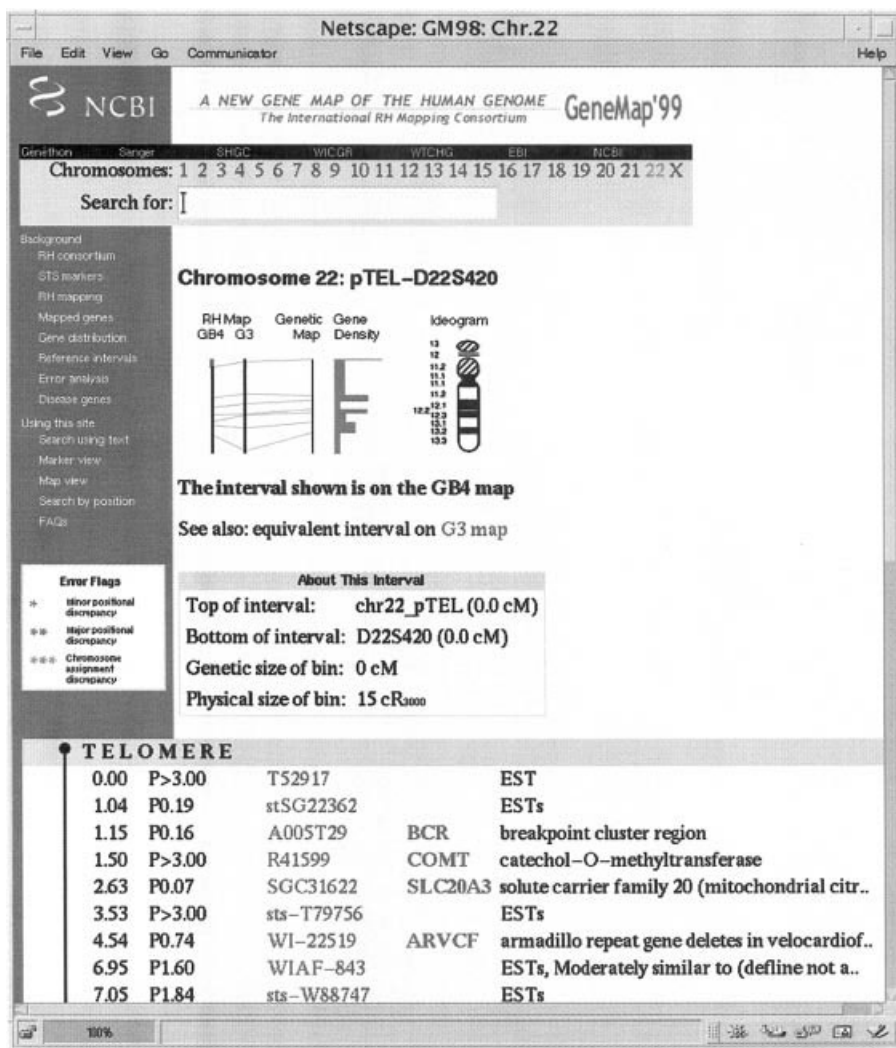 Netscape: GM98: Chr.22
File Edit View Go Communicator Help
NCBI
A NEW GENE MAP OF THE HUMAN GENOME
The International RH Mapping Consortium
GeneMap'99
Généthon Sanger SHGC WICGR WTCHG EBI NCBI
Chromosomes: 1 2 3 4 5 6 7 8 9 10 11 12 13 14 15 16 17 18 19 20 21 22 X
Search for:
Background
RH consortium
STS markers
RH mapping
Mapped genes
Gene distribution
Reference intervals
Error analysis
Disease genes
Using this site
Search using text
Marker view
Map view
Search by position
FAQs
Error Flags
* Minor positional discrepancy
** Major positional discrepancy
*** Chromosome assignment discrepancy
Chromosome 22: pTEL-D22S420
RH Map Genetic Gene Ideogram
GB4 G3 Map Density
13
12
11.2
11.1
11.1
11.2
12.1
12.2
12.3
13.1
13.2
13.3
The interval shown is on the GB4 map
See also: equivalent interval on G3 map
About This Interval
Top of interval: chr22_pTEL (0.0 cM)
Bottom of interval: D22S420 (0.0 cM)
Genetic size of bin: 0 cM
Physical size of bin: 15 cR3000
TELOMERE
0.00 P>3.00 T52917 EST
1.04 P0.19 stSG22362 ESTs
1.15 P0.16 A005T29 BCR breakpoint cluster region
1.50 P>3.00 R41599 COMT catechol-O-methyltransferase
2.63 P0.07 SGC31622 SLC20A3 solute carrier family 20 (mitochondrial citr..
3.53 P>3.00 sts-T79756 ESTs
4.54 P0.74 WI-22519 ARVCF armadillo repeat gene deletes in velocardiof..
6.95 P1.60 WIAF-843 ESTs, Moderately similar to (defline not a..
7.05 P1.84 sts-W88747 ESTs
100%